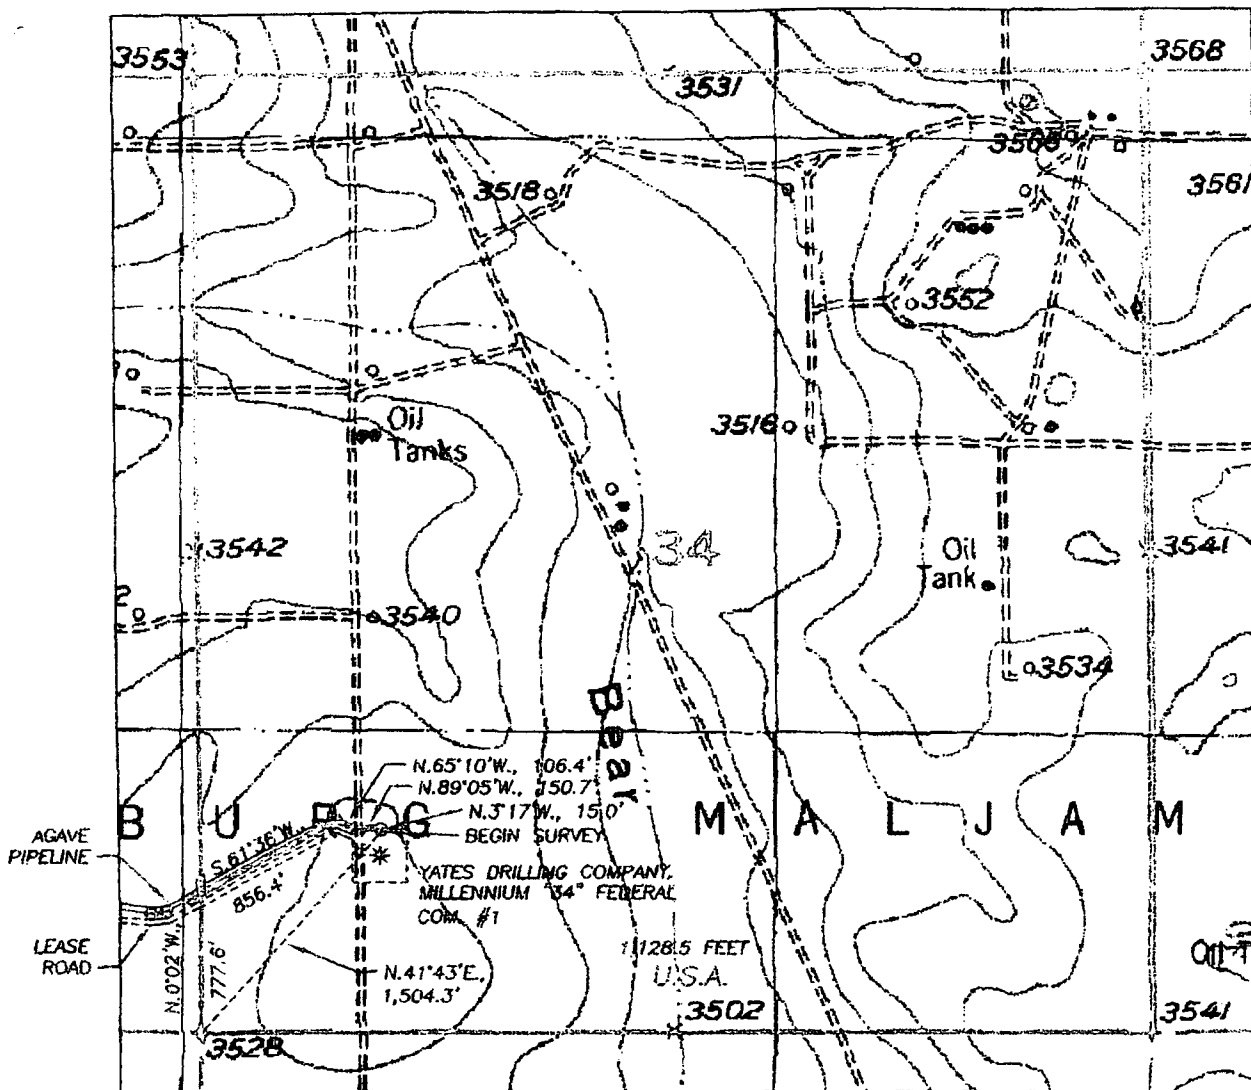 3553
3531
3568
3566
3561
3518
3552
Oil
Tanks
3516
34
3542
Oil
Tank
3541
2
3540
3534
Bear
N.65°10'W., 106.4'
N.89°05'W., 150.7'
N.3°17'W., 15.0'
BEGIN SURVEY
B U R G M A L J A M
AGAVE
PIPELINE
S.61°36'W.,
856.4'
YATES DRILLING COMPANY,
MILLENNIUM "34" FEDERAL
COM. #1
LEASE
ROAD
N.0°02'W.,
777.6'
N.41°43'E.,
1,504.3'
1,128.5 FEET
U.S.A.
Oil T
3528
3502
3541